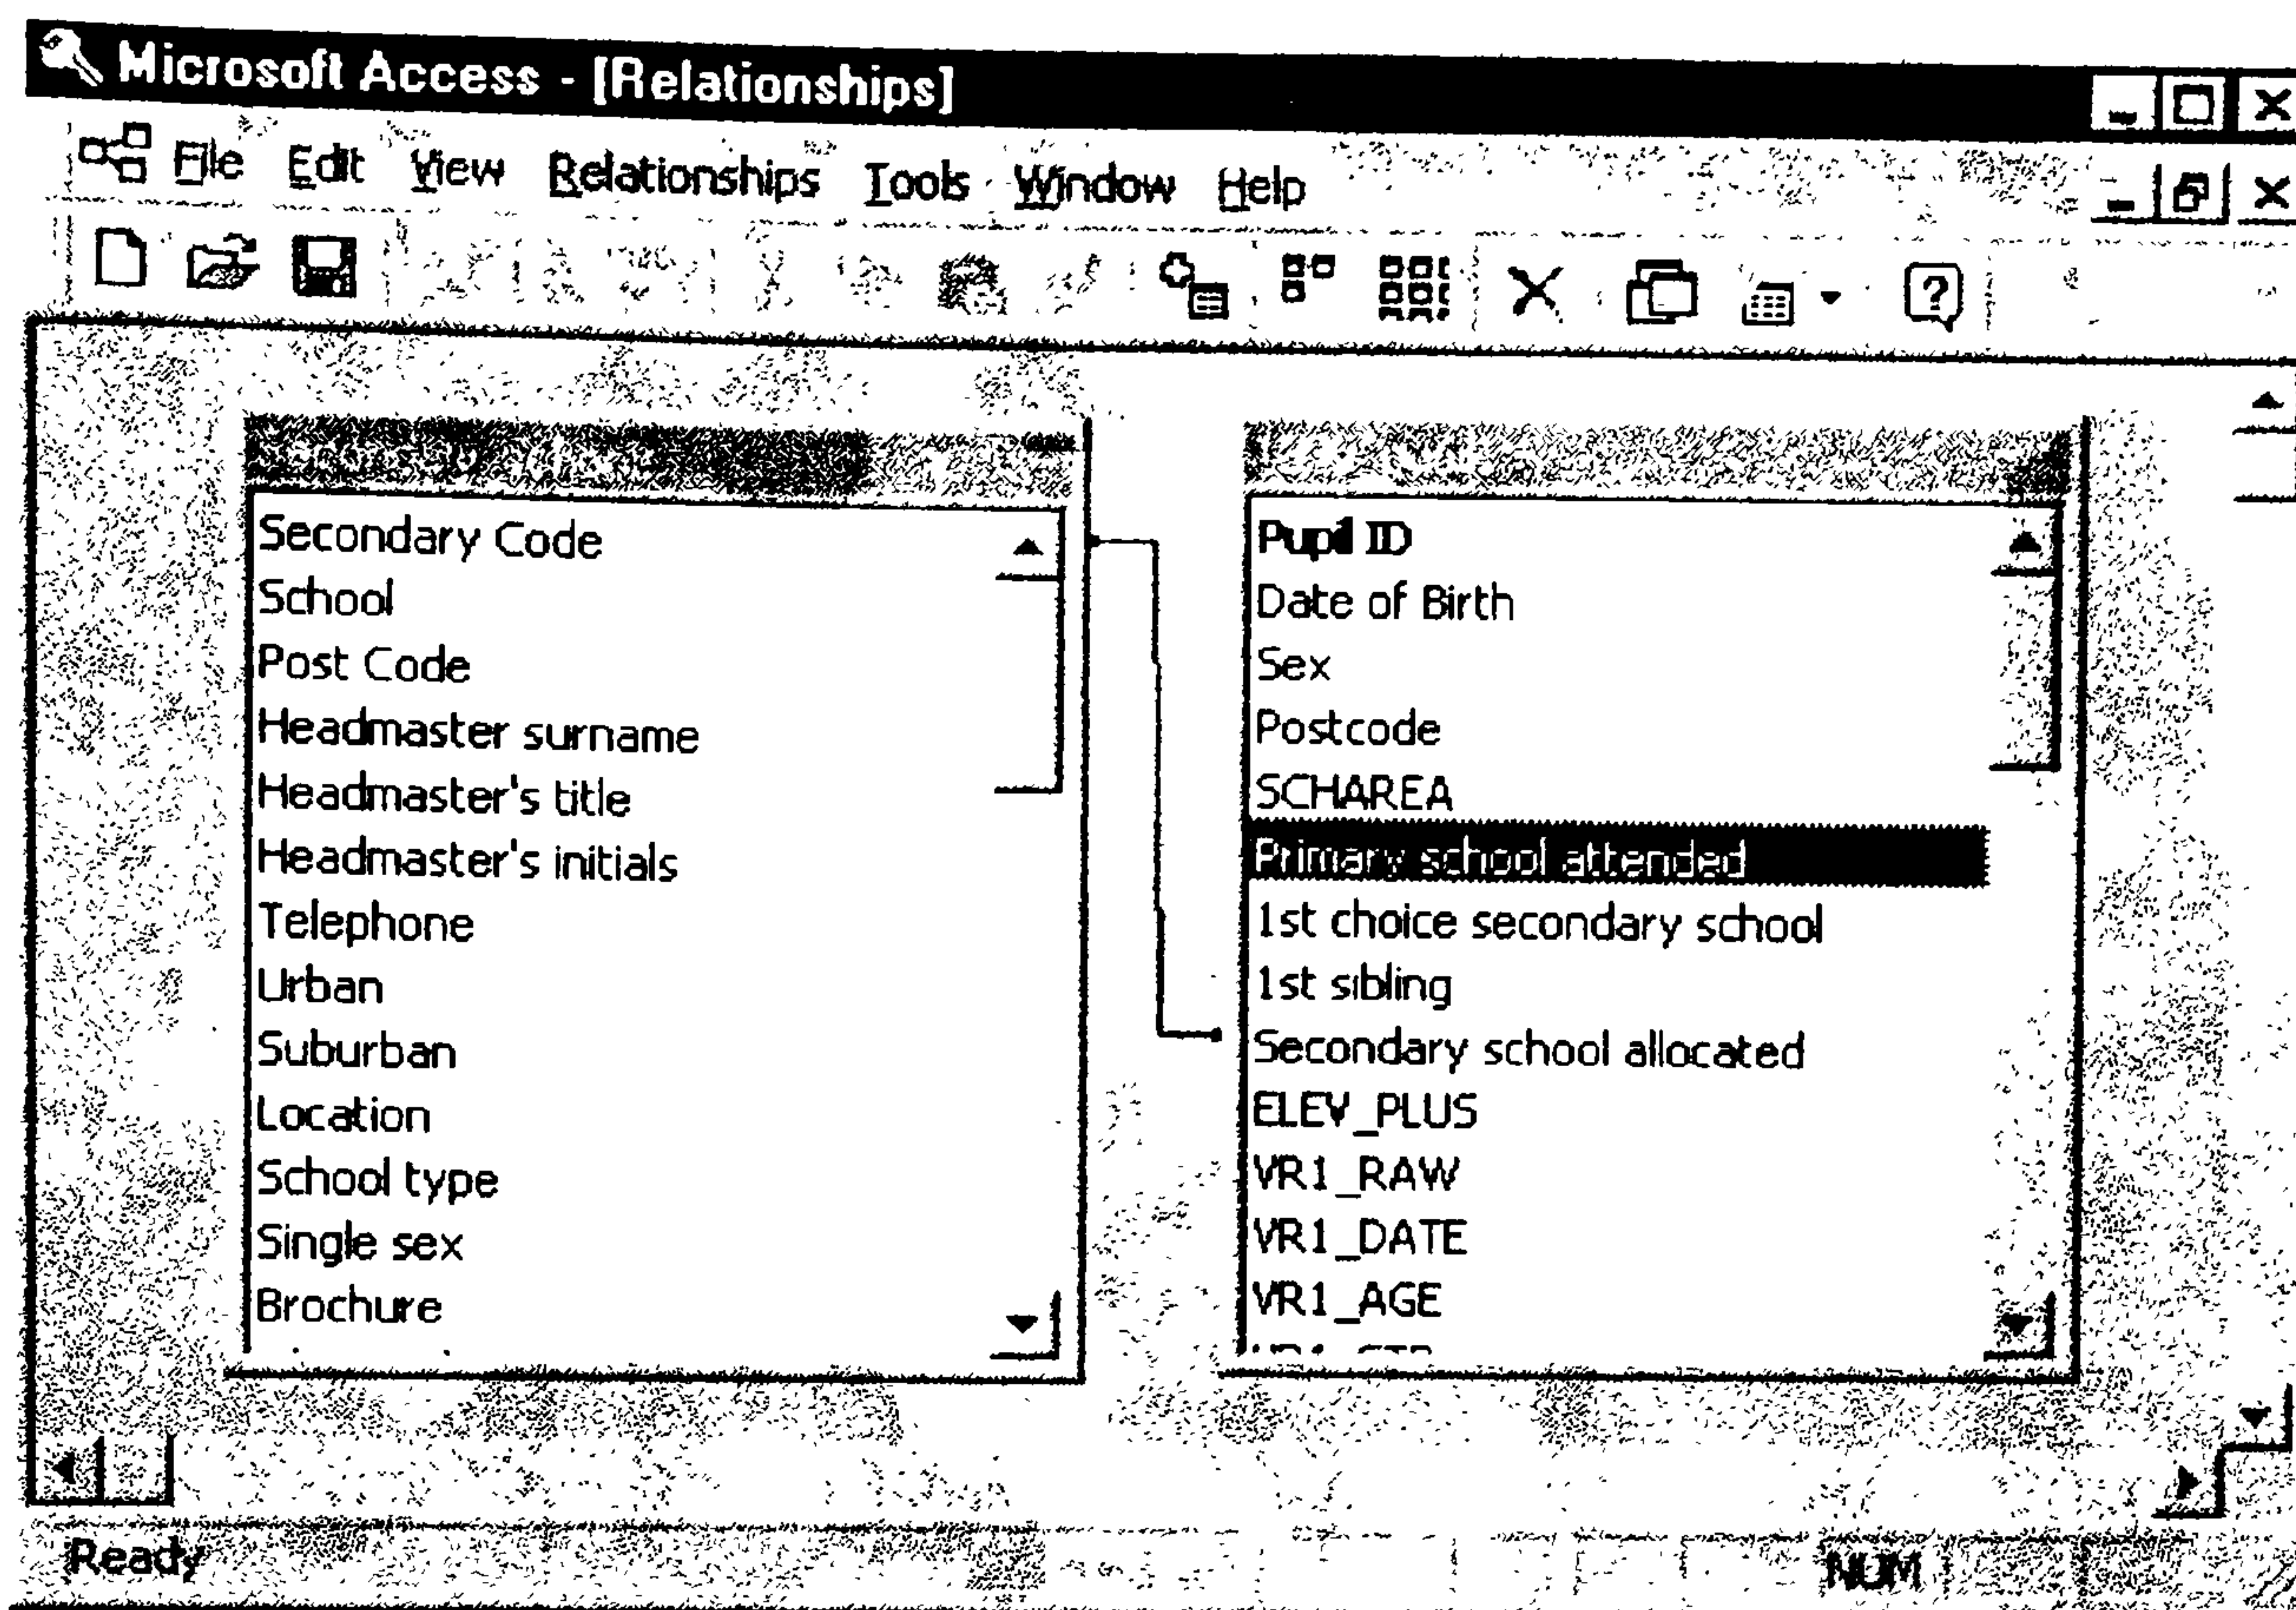 Microsoft Access - [Relationships]
File Edit View Relationships Tools Window Help
Secondary Code
School
Post Code
Headmaster surname
Headmaster's title
Headmaster's initials
Telephone
Urban
Suburban
Location
School type
Single sex
Brochure
Pupil ID
Date of Birth
Sex
Postcode
SCHAREA
Primary school attended
1st choice secondary school
1st sibling
Secondary school allocated
ELEV_PLUS
VR1_RAW
VR1_DATE
VR1_AGE
Ready NUM